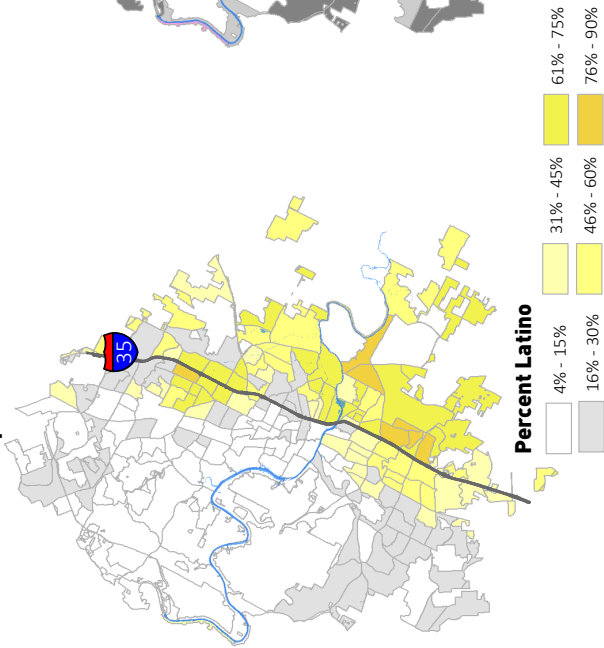 35
Percent Latino
4% - 15%
16% - 30%
31% - 45%
46% - 60%
61% - 75%
76% - 90%